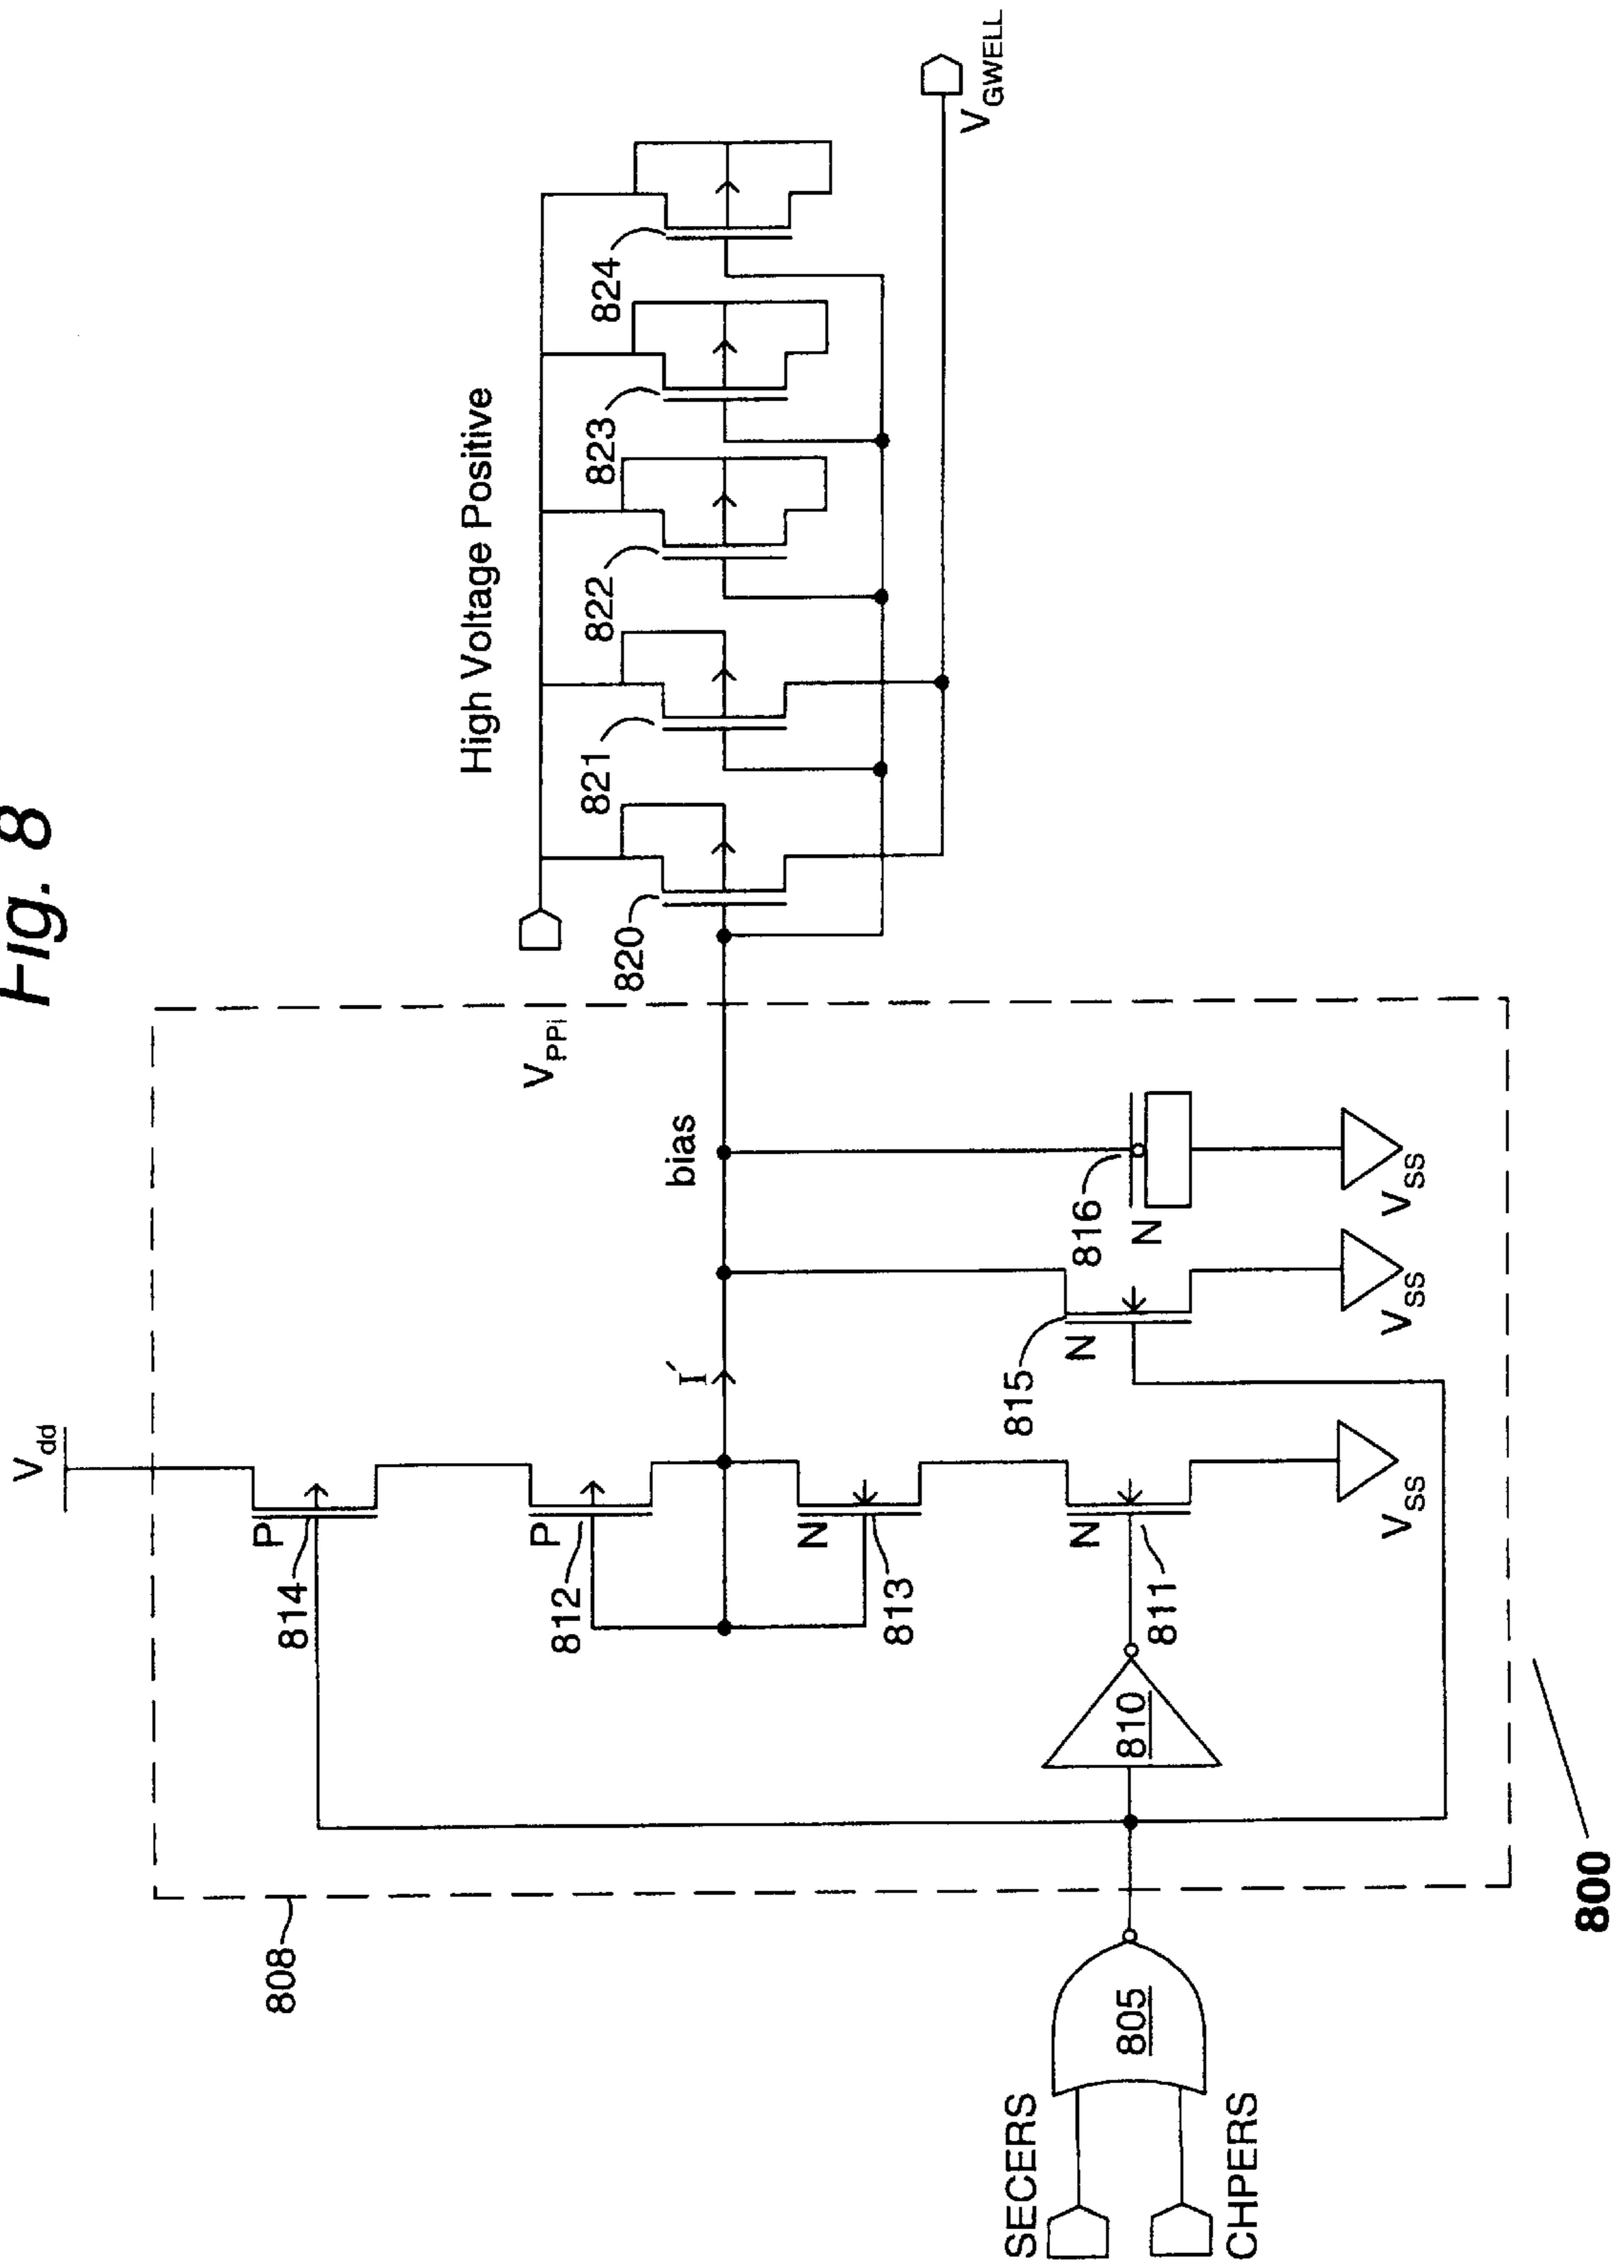 Fig. 8
V_dd
808
P
814
P
812
I´
bias
V_PPi
High Voltage Positive
820
821
822
823
824
V_GWELL
N
813
N
811
V_SS
815
N
V_SS
816
N
V_SS
810
805
SECERS
CHPERS
800